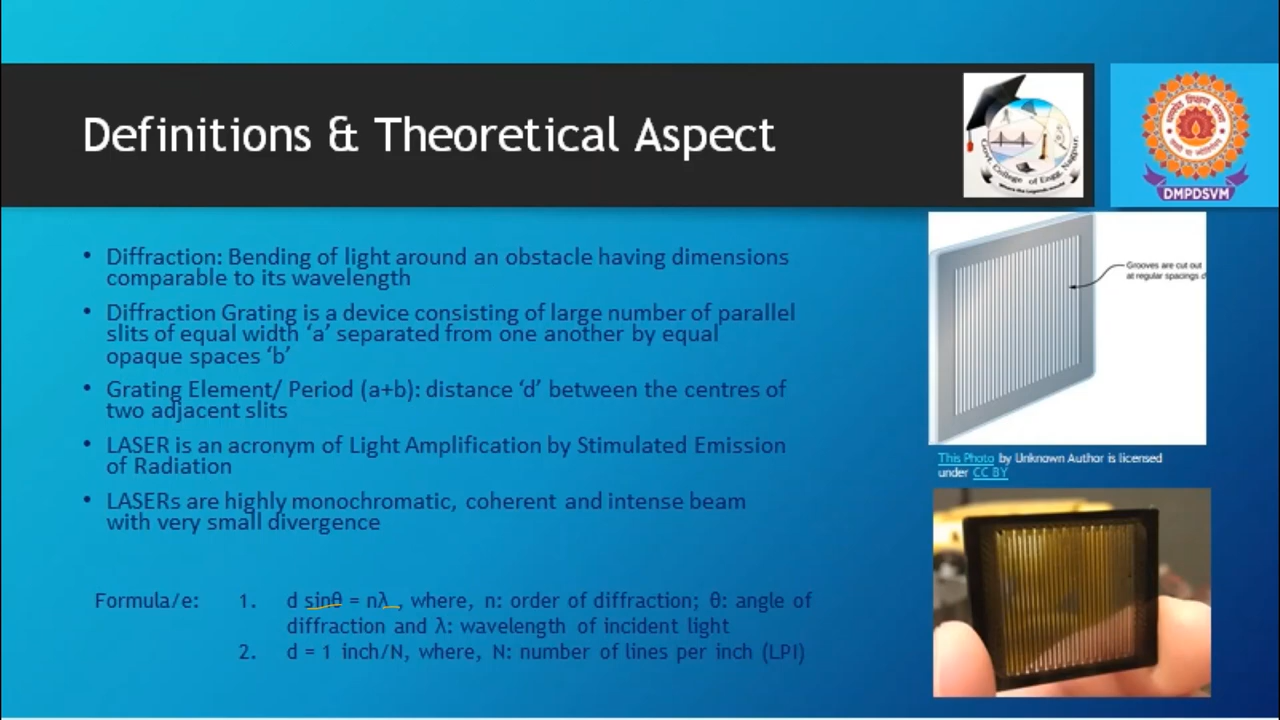 Definitions & Theoretical Aspect
Govt. College of Engg. Nagpur.
DMPDSVM
• Diffraction: Bending of light around an obstacle having dimensions
comparable to its wavelength
• Diffraction Grating is a device consisting of large number of parallel
slits of equal width ‘a’ separated from one another by equal
opaque spaces ‘b’
• Grating Element/ Period (a+b): distance ‘d’ between the centres of
two adjacent slits
• LASER is an acronym of Light Amplification by Stimulated Emission
of Radiation
• LASERs are highly monochromatic, coherent and intense beam
with very small divergence
Formula/e: 1. d sinθ = nλ , where, n: order of diffraction; θ: angle of
diffraction and λ: wavelength of incident light
2. d = 1 inch/N, where, N: number of lines per inch (LPI)
Grooves are cut out
at regular spacings d
This Photo by Unknown Author is licensed
under CC BY